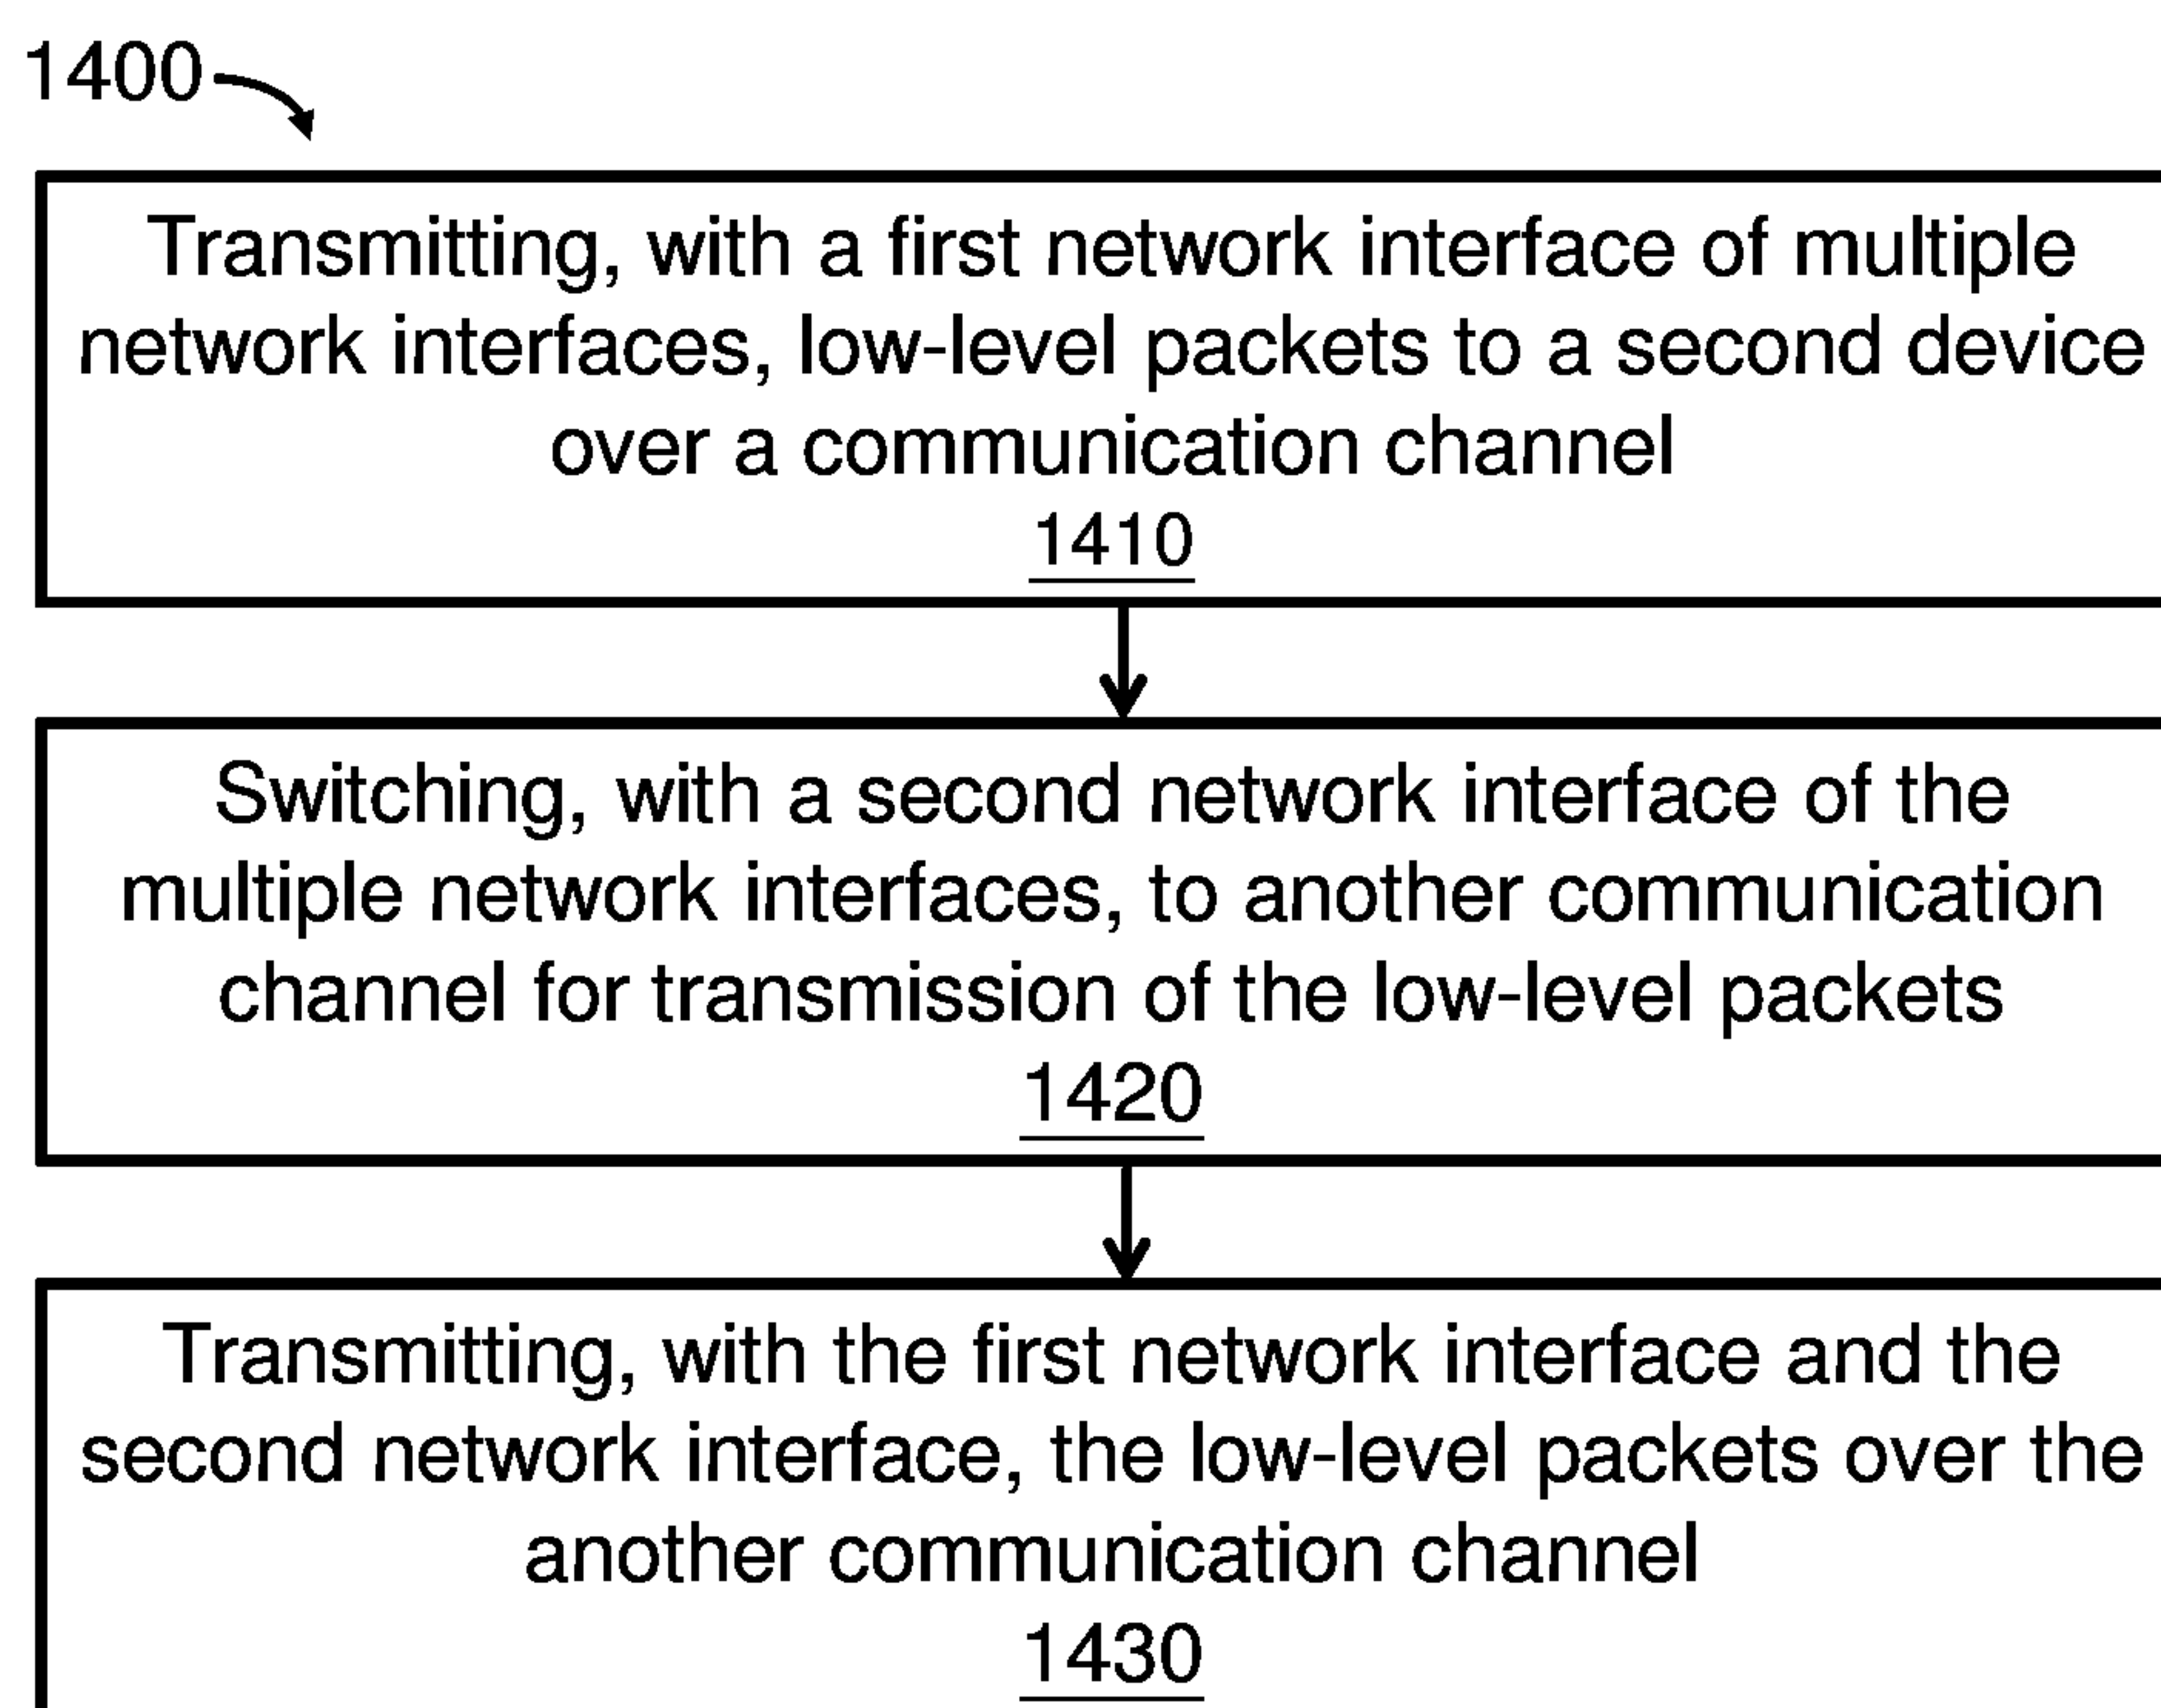 1400
Transmitting, with a first network interface of multiple
network interfaces, low-level packets to a second device
over a communication channel
1410
Switching, with a second network interface of the
multiple network interfaces, to another communication
channel for transmission of the low-level packets
1420
Transmitting, with the first network interface and the
second network interface, the low-level packets over the
another communication channel
1430